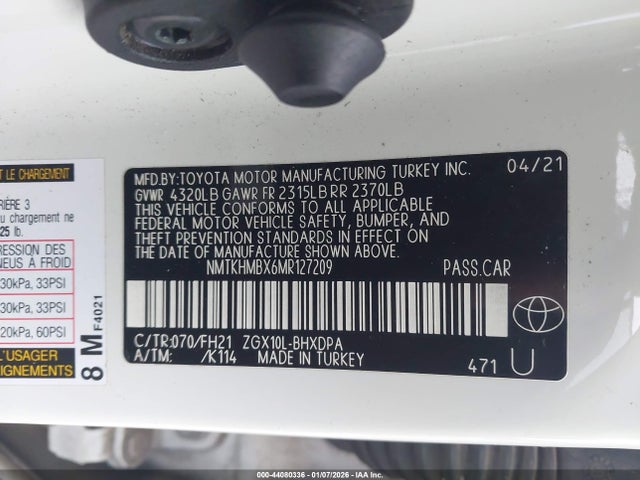 LE CHARGEMENT
RIÈRE 3
u chargement ne
25 lb.
RESSION DES
NEUS A FROID
30kPa, 33PSI
30kPa, 33PSI
20kPa, 60PSI
L'USAGER
IGNEMENTS
8 M F4021
MFD.BY:TOYOTA MOTOR MANUFACTURING TURKEY INC. 04/21
GVWR 4320LB GAWR FR 2315LB RR 2370LB
THIS VEHICLE CONFORMS TO ALL APPLICABLE
FEDERAL MOTOR VEHICLE SAFETY, BUMPER, AND
THEFT PREVENTION STANDARDS IN EFFECT ON
THE DATE OF MANUFACTURE SHOWN ABOVE.
NMTKHMBX6MR127209 PASS.CAR
C/TR:070/FH21 ZGX10L-BHXDPA
A/TM: /K114 MADE IN TURKEY
471 U
000-44080336 - 01/07/2026 - IAAI.CA